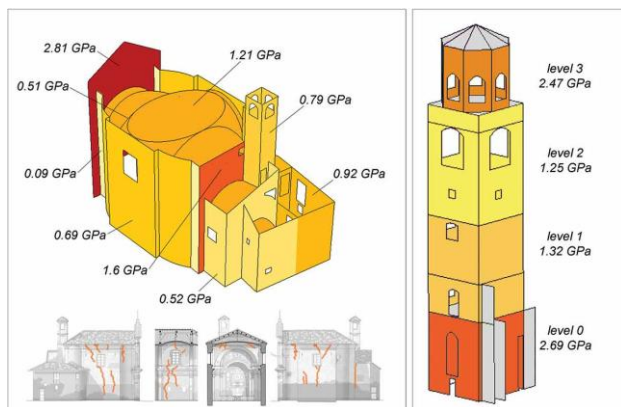 2.81 GPa
1.21 GPa
0.51 GPa
0.79 GPa
0.09 GPa
0.92 GPa
0.69 GPa
1.6 GPa
0.52 GPa
level 3
2.47 GPa
level 2
1.25 GPa
level 1
1.32 GPa
level 0
2.69 GPa